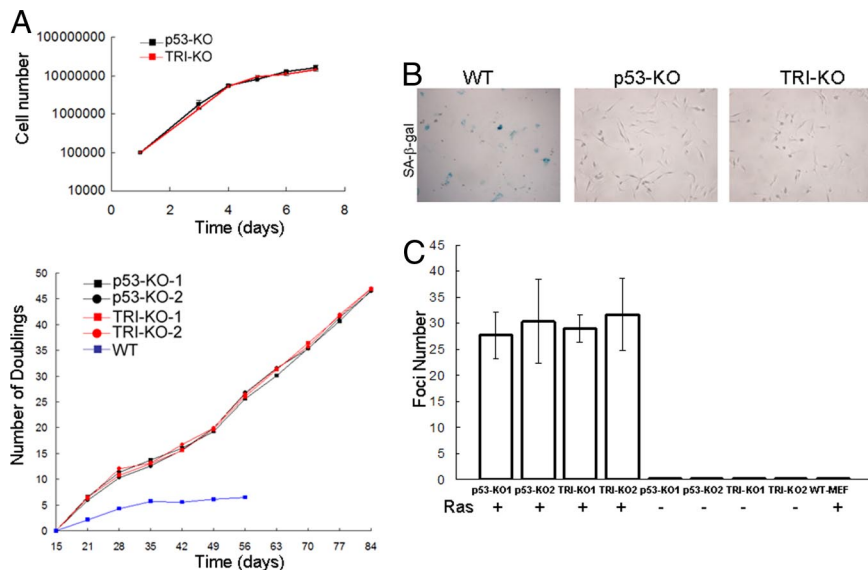 A
100000000
10000000
1000000
100000
10000
Cell number
p53-KO
TRI-KO
0 2 4 6 8
Time (days)
50
45
40
35
30
25
20
15
10
5
0
Number of Doublings
p53-KO-1
p53-KO-2
TRI-KO-1
TRI-KO-2
WT
15 21 28 35 42 49 56 63 70 77 84
Time (days)
B
WT p53-KO TRI-KO
SA-β-gal
C
45
40
35
30
25
20
15
10
5
0
Foci Number
p53-KO1 p53-KO2 TRI-KO1 TRI-KO2 p53-KO1 p53-KO2 TRI-KO1 TRI-KO2 WT-MEF
Ras + + + + - - - - +